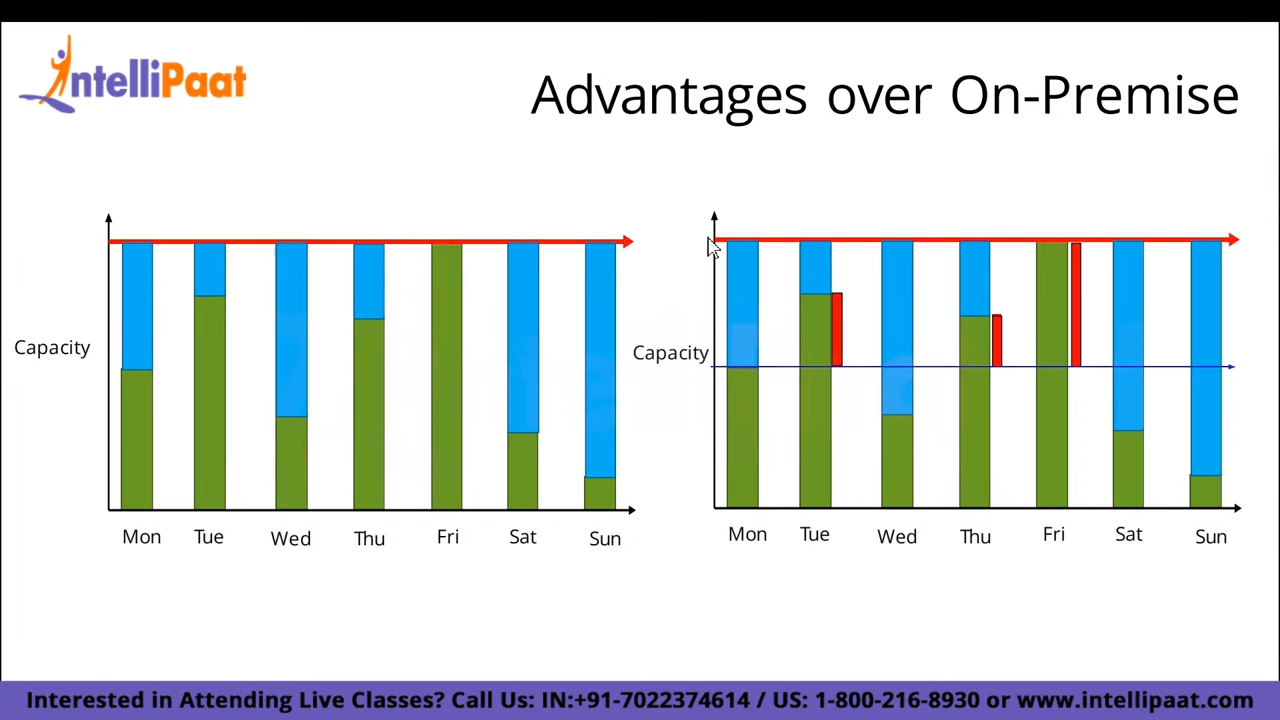 IntelliPaat
Advantages over On-Premise
Capacity
Mon Tue Wed Thu Fri Sat Sun
Capacity
Mon Tue Wed Thu Fri Sat Sun
Interested in Attending Live Classes? Call Us: IN:+91-7022374614 / US: 1-800-216-8930 or www.intellipaat.com